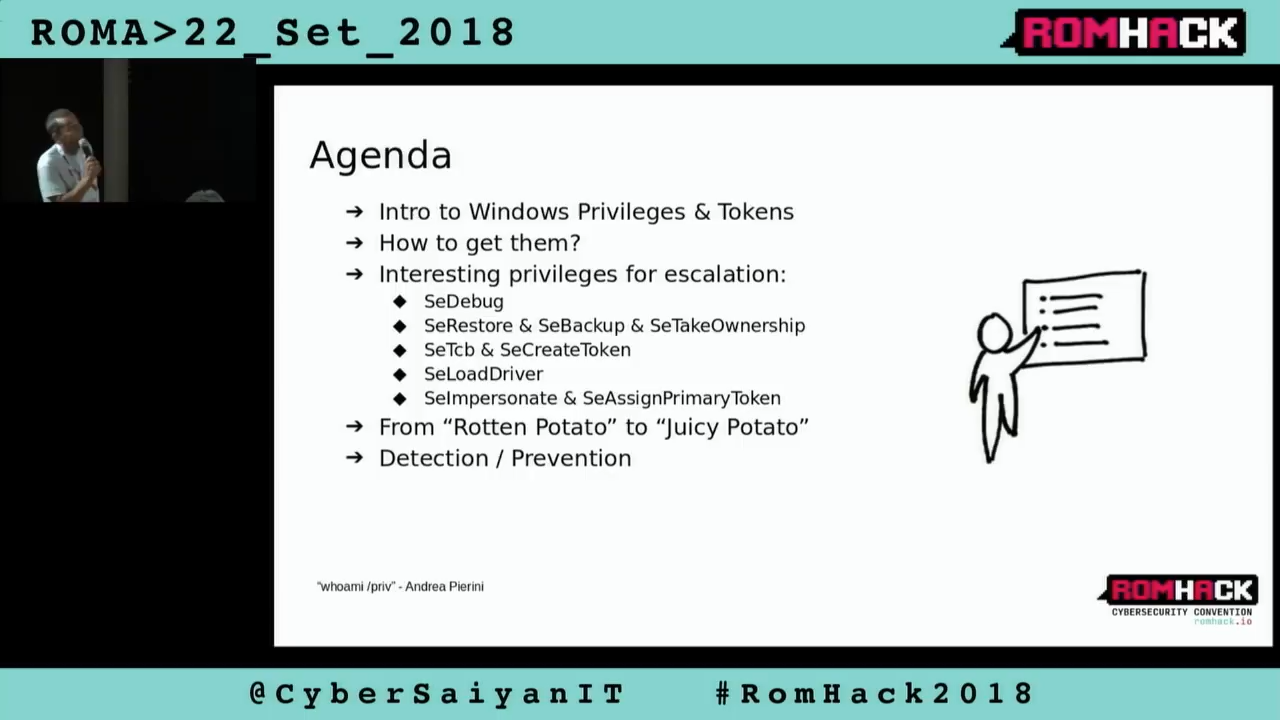 ROMA>22_Set_2018
ROMHACK
Agenda
➔ Intro to Windows Privileges & Tokens
➔ How to get them?
➔ Interesting privileges for escalation:
◆ SeDebug
◆ SeRestore & SeBackup & SeTakeOwnership
◆ SeTcb & SeCreateToken
◆ SeLoadDriver
◆ SeImpersonate & SeAssignPrimaryToken
➔ From “Rotten Potato” to “Juicy Potato”
➔ Detection / Prevention
"whoami /priv" - Andrea Pierini
ROMHACK
CYBERSECURITY CONVENTION
romhack.io
@CyberSaiyanIT #RomHack2018